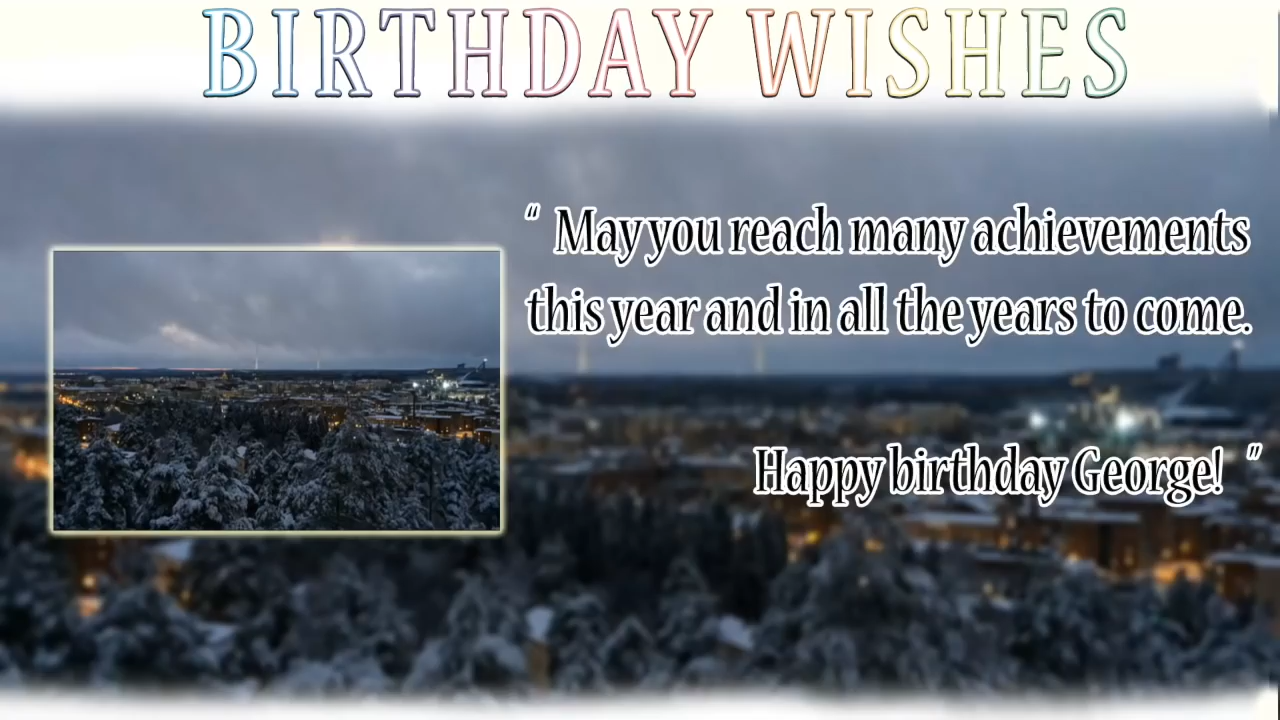 BIRTHDAY WISHES
“ May you reach many achievements
this year and in all the years to come.
Happy birthday George! ”